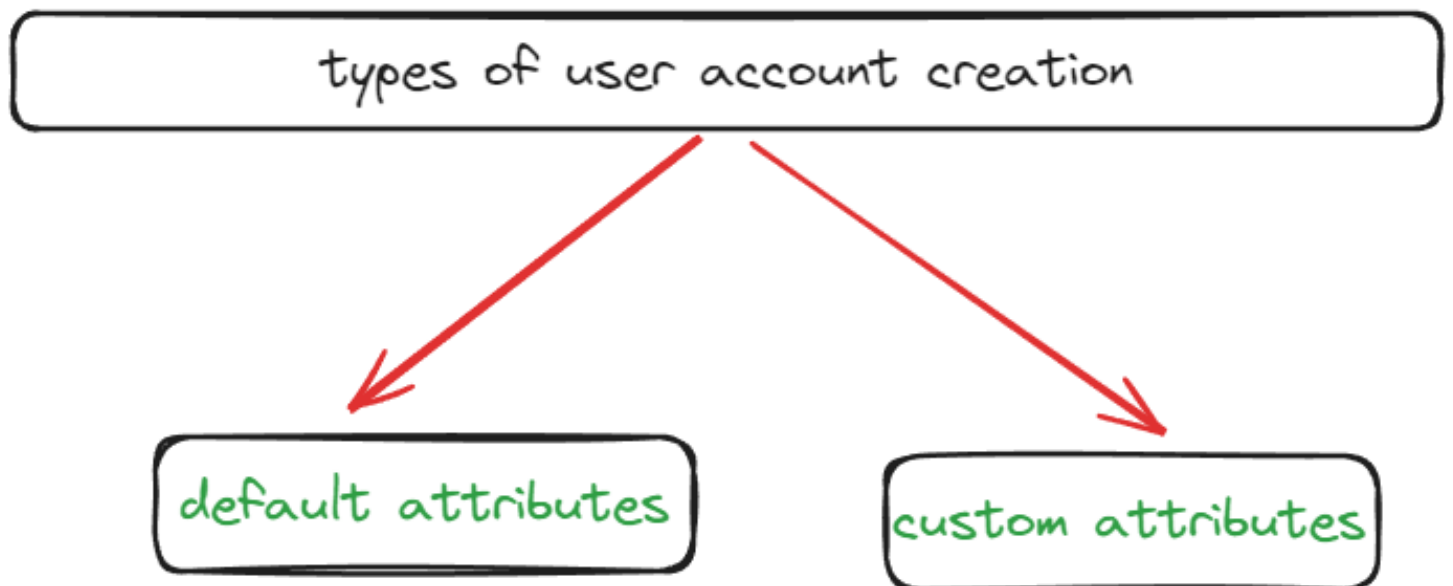 types of user account creation
default attributes
custom attributes